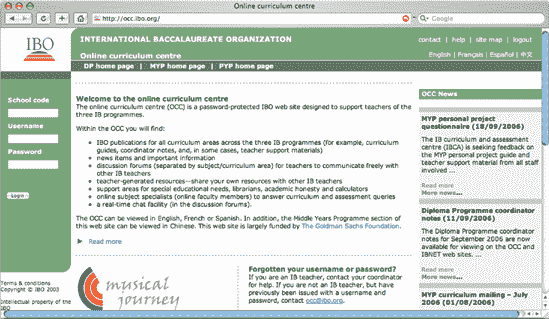 Online curriculum centre
http://occ.ibo.org/
Google
IBO
INTERNATIONAL BACCALAUREATE ORGANIZATION
contact | help | site map | logout
Online curriculum centre
English | Français | Español | 中文
DP home page | MYP home page | PYP home page
School code
Username
Password
Login
Terms & conditions
Copyright © IBO 2003
Intellectual property of the
Welcome to the online curriculum centre
The online curriculum centre (OCC) is a password-protected IBO web site designed to support teachers of the
three IB programmes.
Within the OCC you will find:
• IBO publications for all curriculum areas across the three IB programmes (for example, curriculum
guides, coordinator notes, and, in some cases, teacher support materials)
• news items and important information
• discussion forums (separated by subject/curriculum area) for teachers to communicate freely with
other IB teachers
• teacher-generated resources--share your own resources with other IB teachers
• support areas for special educational needs, librarians, academic honesty and calculators
• online subject specialists (online faculty members) to answer curriculum and assessment queries
• a real-time chat facility (in the discussion forums).
The OCC can be viewed in English, French or Spanish. In addition, the Middle Years Programme section of
this web site can be viewed in Chinese. This web site is largely funded by The Goldman Sachs Foundation.
Read more
musical
journey
Forgotten your username or password?
If you are an IB teacher, contact your coordinator
for help. If you are not an IB teacher, but have
previously been issued with a username and
password, contact occ@ibo.org.
OCC News
MYP personal project
questionnaire (18/09/2006)
The IB curriculum and assessment
centre (IBCA) is seeking feedback on
the MYP personal project guide and
teacher support material from all staff
involved ...
Read more
More news...
Diploma Programme coordinator
notes (11/09/2006)
The Diploma Programme coordinator
notes for September 2006 are now
available for viewing on the OCC and
IBNET web sites. ...
Read more
More news...
MYP curriculum mailing - July
2006 (01/08/2006)